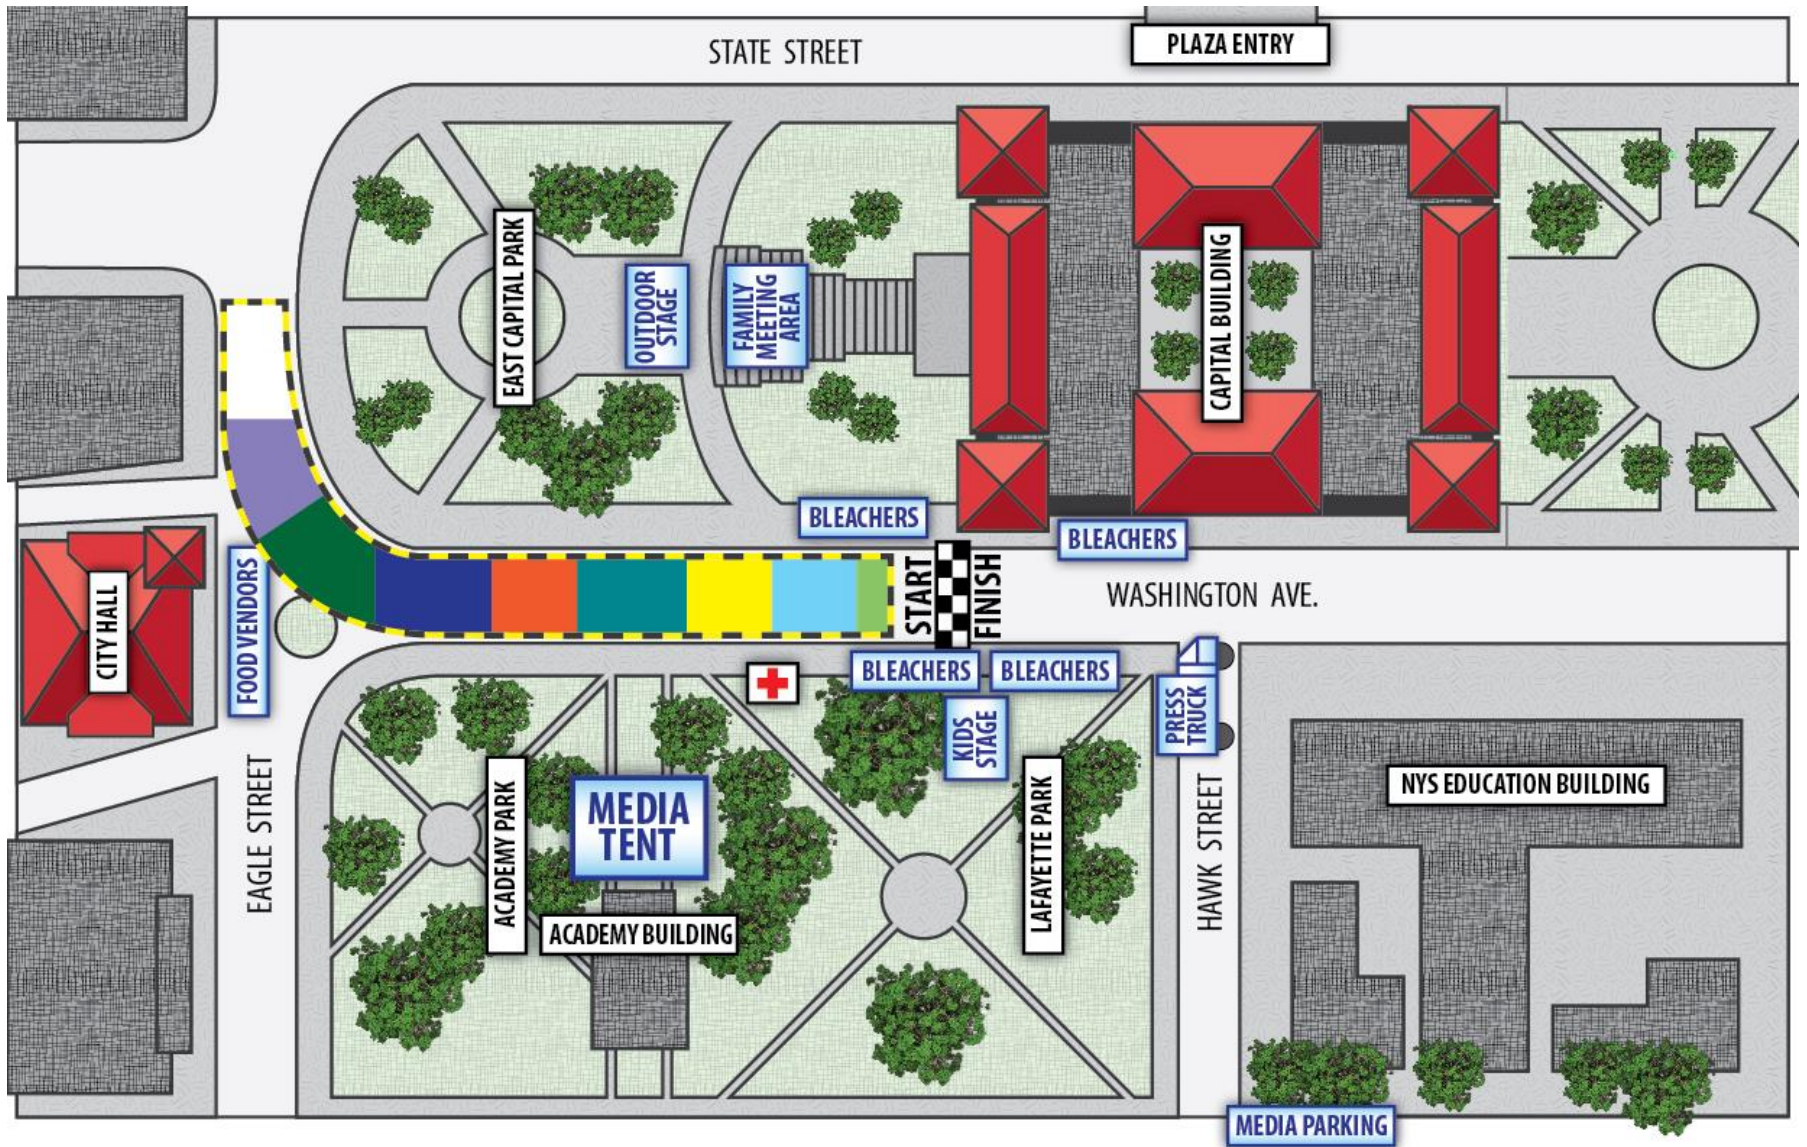 STATE STREET
PLAZA ENTRY
EAST CAPITAL PARK
OUTDOOR
STAGE
FAMILY
MEETING
AREA
CAPITAL BUILDING
BLEACHERS
BLEACHERS
CITY HALL
FOOD VENDORS
START
FINISH
WASHINGTON AVE.
BLEACHERS
BLEACHERS
PRESS
TRUCK
KIDS
STAGE
EAGLE STREET
ACADEMY PARK
MEDIA
TENT
LAFAYETTE PARK
HAWK STREET
NYS EDUCATION BUILDING
ACADEMY BUILDING
MEDIA PARKING